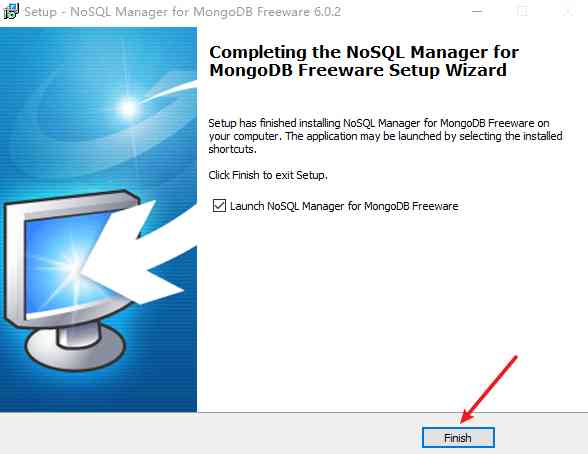 Setup - NoSQL Manager for MongoDB Freeware 6.0.2
Completing the NoSQL Manager for
MongoDB Freeware Setup Wizard
Setup has finished installing NoSQL Manager for MongoDB Freeware on
your computer. The application may be launched by selecting the installed
shortcuts.
Click Finish to exit Setup.
Launch NoSQL Manager for MongoDB Freeware
Finish